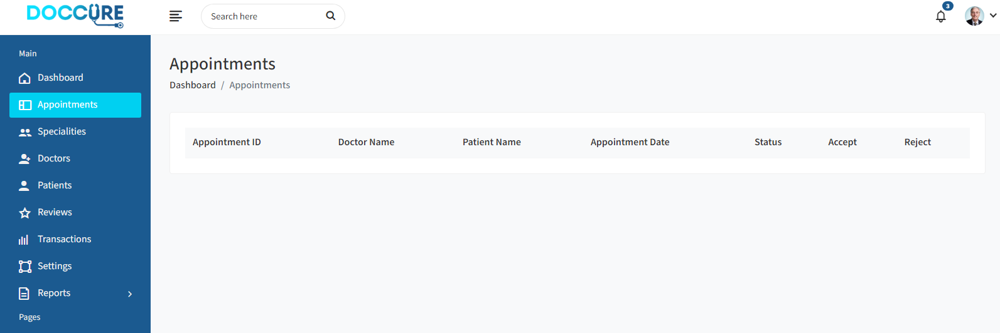 DOCCURE
Search here
3
Main
Dashboard
Appointments
Specialities
Doctors
Patients
Reviews
Transactions
Settings
Reports
Pages
Appointments
Dashboard / Appointments
Appointment ID Doctor Name Patient Name Appointment Date Status Accept Reject